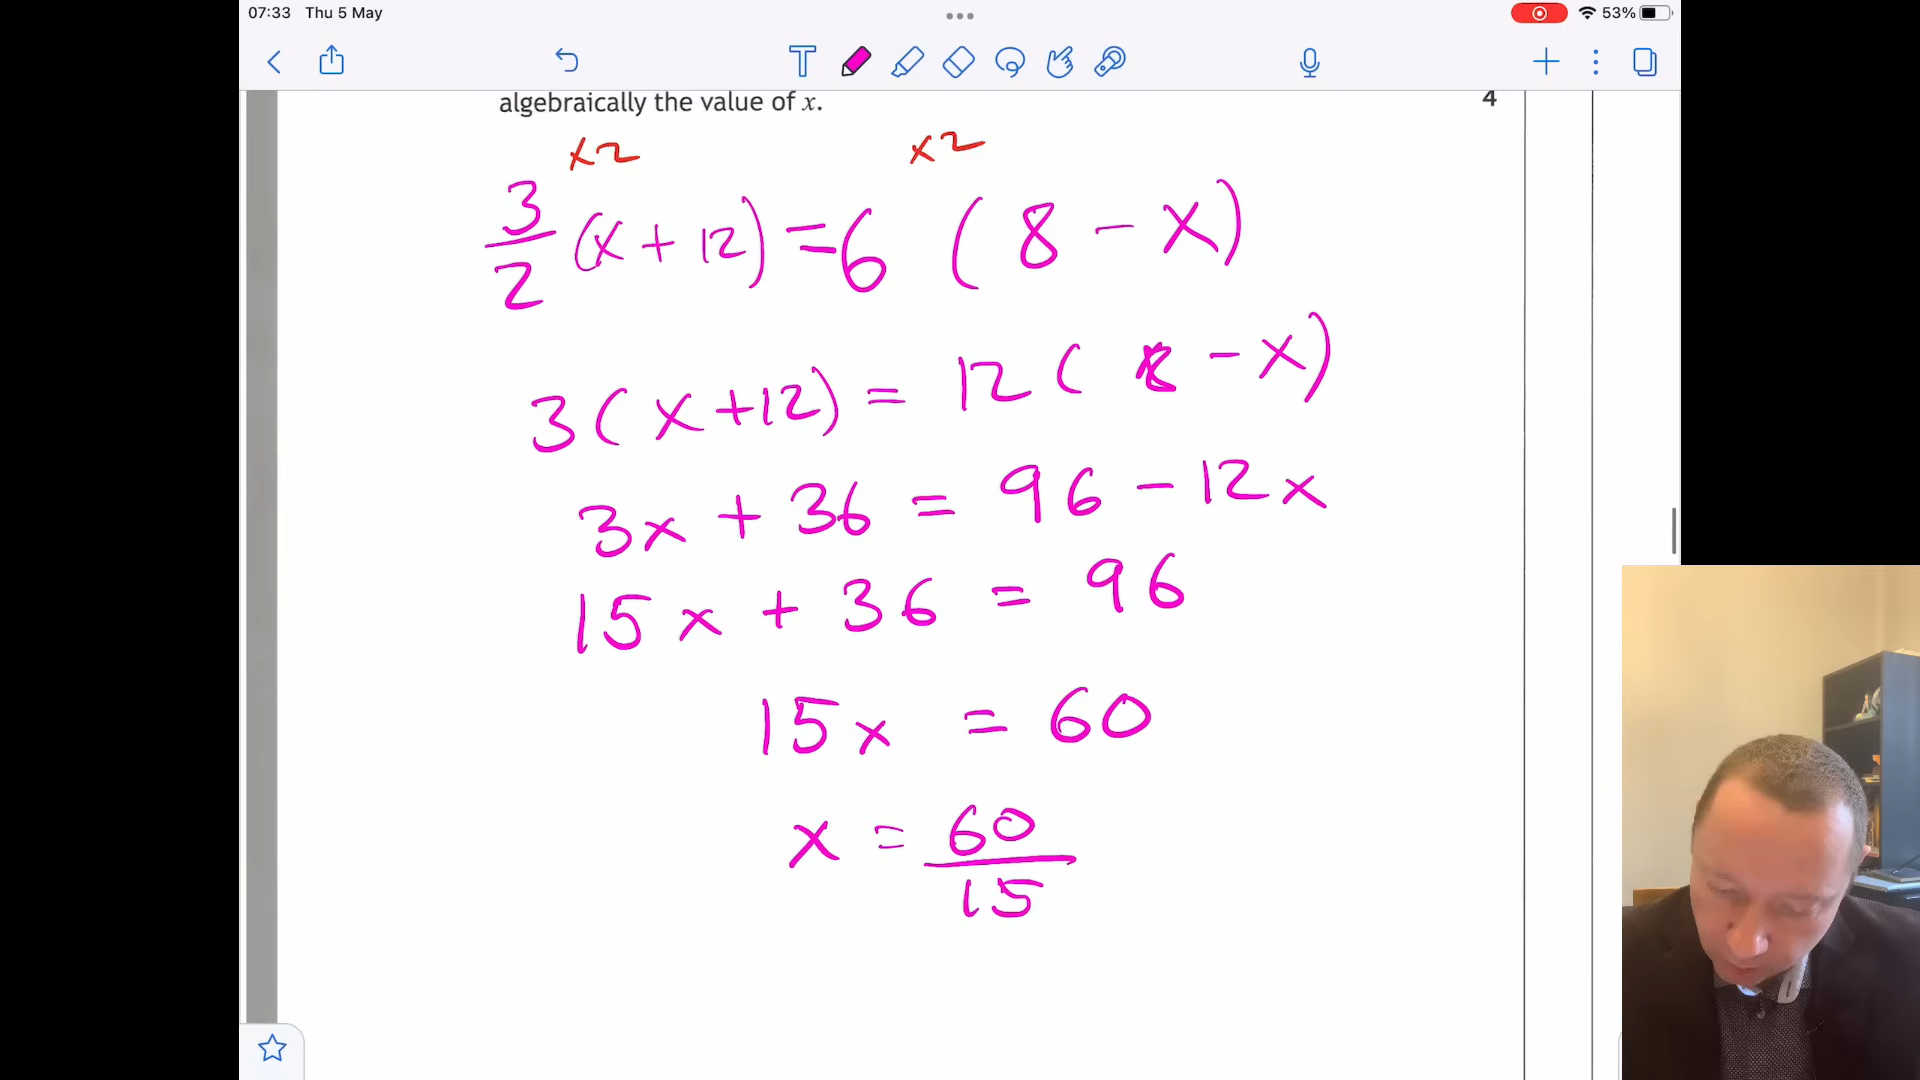 07:33 Thu 5 May
53%
algebraically the value of x.
4
x2 x2
3/2 (x + 12) = 6 (8 - x)
3(x+12) = 12(8 - x)
3x + 36 = 96 - 12x
15x + 36 = 96
15x = 60
x = 60/15